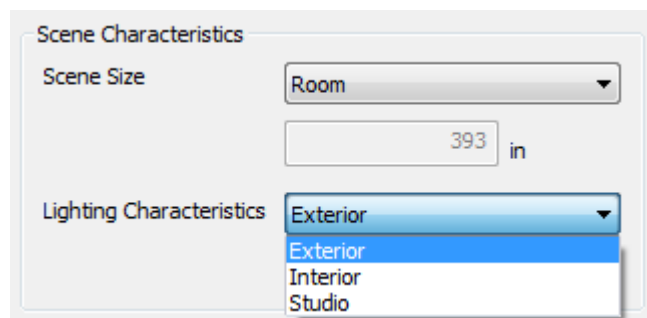 Scene Characteristics
Scene Size
Room
393 in
Lighting Characteristics
Exterior
Exterior
Interior
Studio